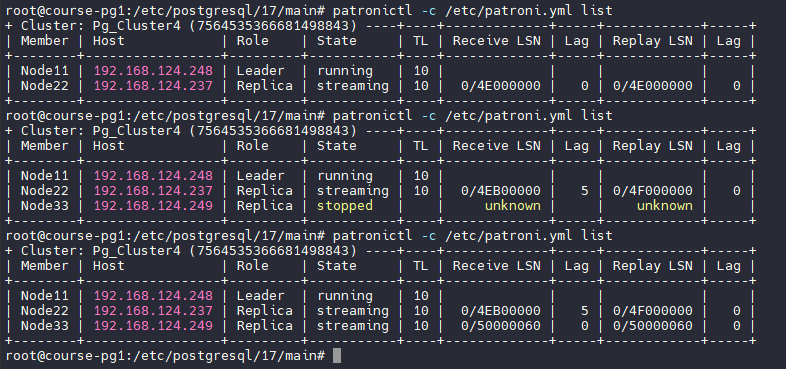 root@course-pg1:/etc/postgresql/17/main# patronictl -c /etc/patroni.yml list
+ Cluster: Pg_Cluster4 (7564535366681498843) ----+----+-------------+-----+------------+-----+
| Member | Host            | Role    | State     | TL | Receive LSN | Lag | Replay LSN | Lag |
+--------+-----------------+---------+-----------+----+-------------+-----+------------+-----+
| Node11 | 192.168.124.248 | Leader  | running   | 10 |             |     |            |     |
| Node22 | 192.168.124.237 | Replica | streaming | 10 |  0/4E000000 |   0 | 0/4E000000 |   0 |
+--------+-----------------+---------+-----------+----+-------------+-----+------------+-----+
root@course-pg1:/etc/postgresql/17/main# patronictl -c /etc/patroni.yml list
+ Cluster: Pg_Cluster4 (7564535366681498843) ----+----+-------------+-----+------------+-----+
| Member | Host            | Role    | State     | TL | Receive LSN | Lag | Replay LSN | Lag |
+--------+-----------------+---------+-----------+----+-------------+-----+------------+-----+
| Node11 | 192.168.124.248 | Leader  | running   | 10 |             |     |            |     |
| Node22 | 192.168.124.237 | Replica | streaming | 10 |  0/4EB00000 |   5 | 0/4F000000 |   0 |
| Node33 | 192.168.124.249 | Replica | stopped   |    |     unknown |     |    unknown |     |
+--------+-----------------+---------+-----------+----+-------------+-----+------------+-----+
root@course-pg1:/etc/postgresql/17/main# patronictl -c /etc/patroni.yml list
+ Cluster: Pg_Cluster4 (7564535366681498843) ----+----+-------------+-----+------------+-----+
| Member | Host            | Role    | State     | TL | Receive LSN | Lag | Replay LSN | Lag |
+--------+-----------------+---------+-----------+----+-------------+-----+------------+-----+
| Node11 | 192.168.124.248 | Leader  | running   | 10 |             |     |            |     |
| Node22 | 192.168.124.237 | Replica | streaming | 10 |  0/4EB00000 |   5 | 0/4F000000 |   0 |
| Node33 | 192.168.124.249 | Replica | streaming | 10 |  0/50000060 |   0 | 0/50000060 |   0 |
+--------+-----------------+---------+-----------+----+-------------+-----+------------+-----+
root@course-pg1:/etc/postgresql/17/main#